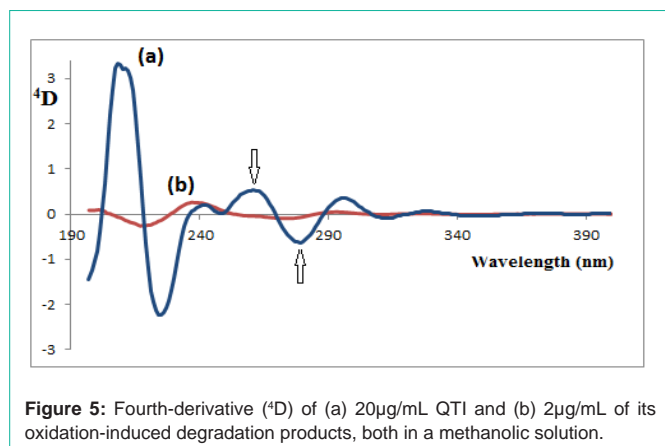 (a)
3
⁴D
2
1
(b)
0
190 240 290 340 390
-1
Wavelength (nm)
-2
-3
Figure 5: Fourth-derivative (⁴D) of (a) 20µg/mL QTI and (b) 2µg/mL of its
oxidation-induced degradation products, both in a methanolic solution.